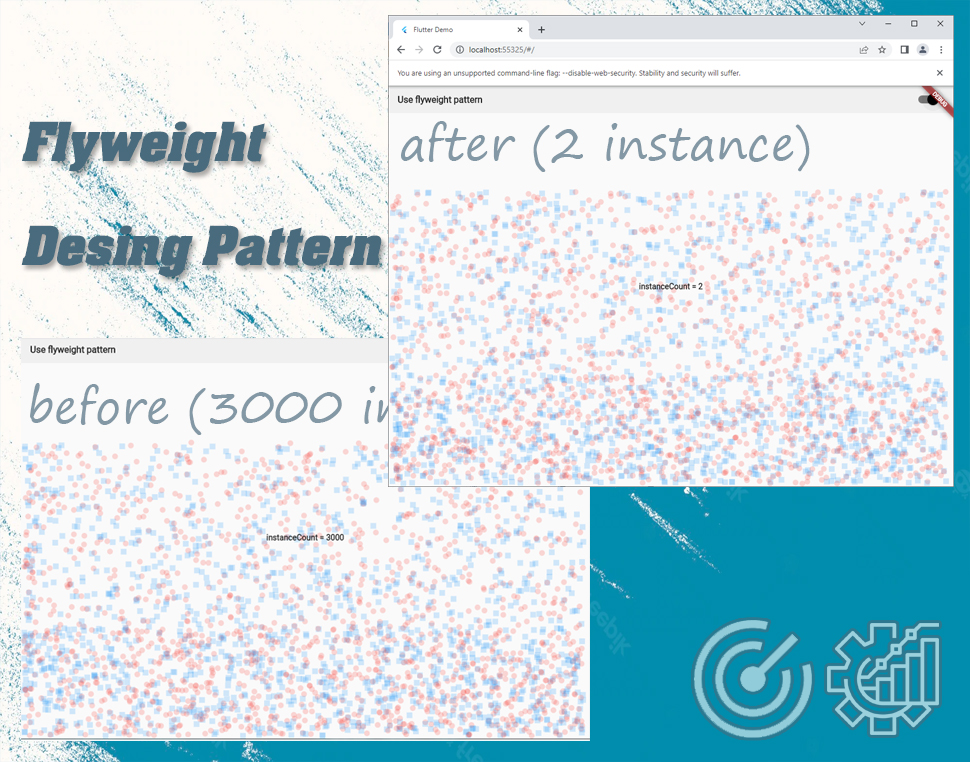 Flyweight
Desing Pattern
Flutter Demo
localhost:55325/#/
You are using an unsupported command-line flag: --disable-web-security. Stability and security will suffer.
Use flyweight pattern
DEBUG
after (2 instance)
instanceCount = 2
Use flyweight pattern
before (3000 in
instanceCount = 3000